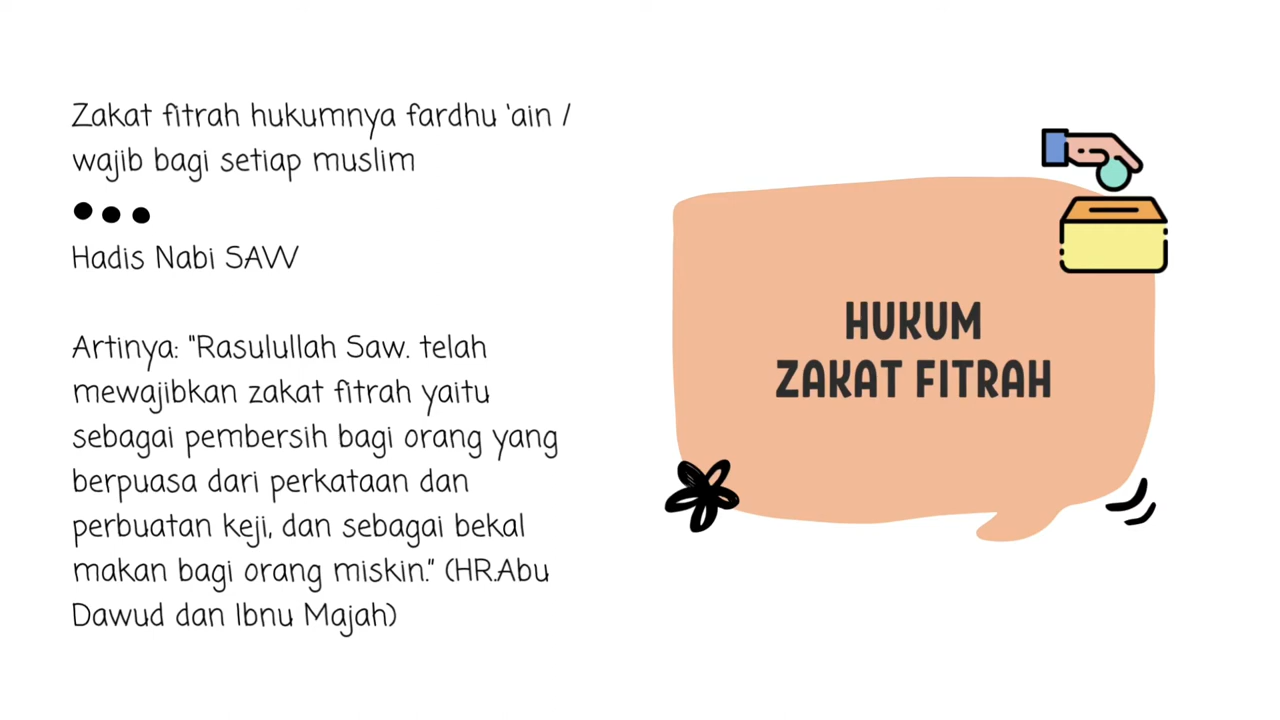 Zakat fitrah hukumnya fardhu 'ain /
wajib bagi setiap muslim
Hadis Nabi SAW
Artinya: "Rasulullah Saw. telah
mewajibkan zakat fitrah yaitu
sebagai pembersih bagi orang yang
berpuasa dari perkataan dan
perbuatan keji, dan sebagai bekal
makan bagi orang miskin." (HR.Abu
Dawud dan Ibnu Majah)
HUKUM
ZAKAT FITRAH